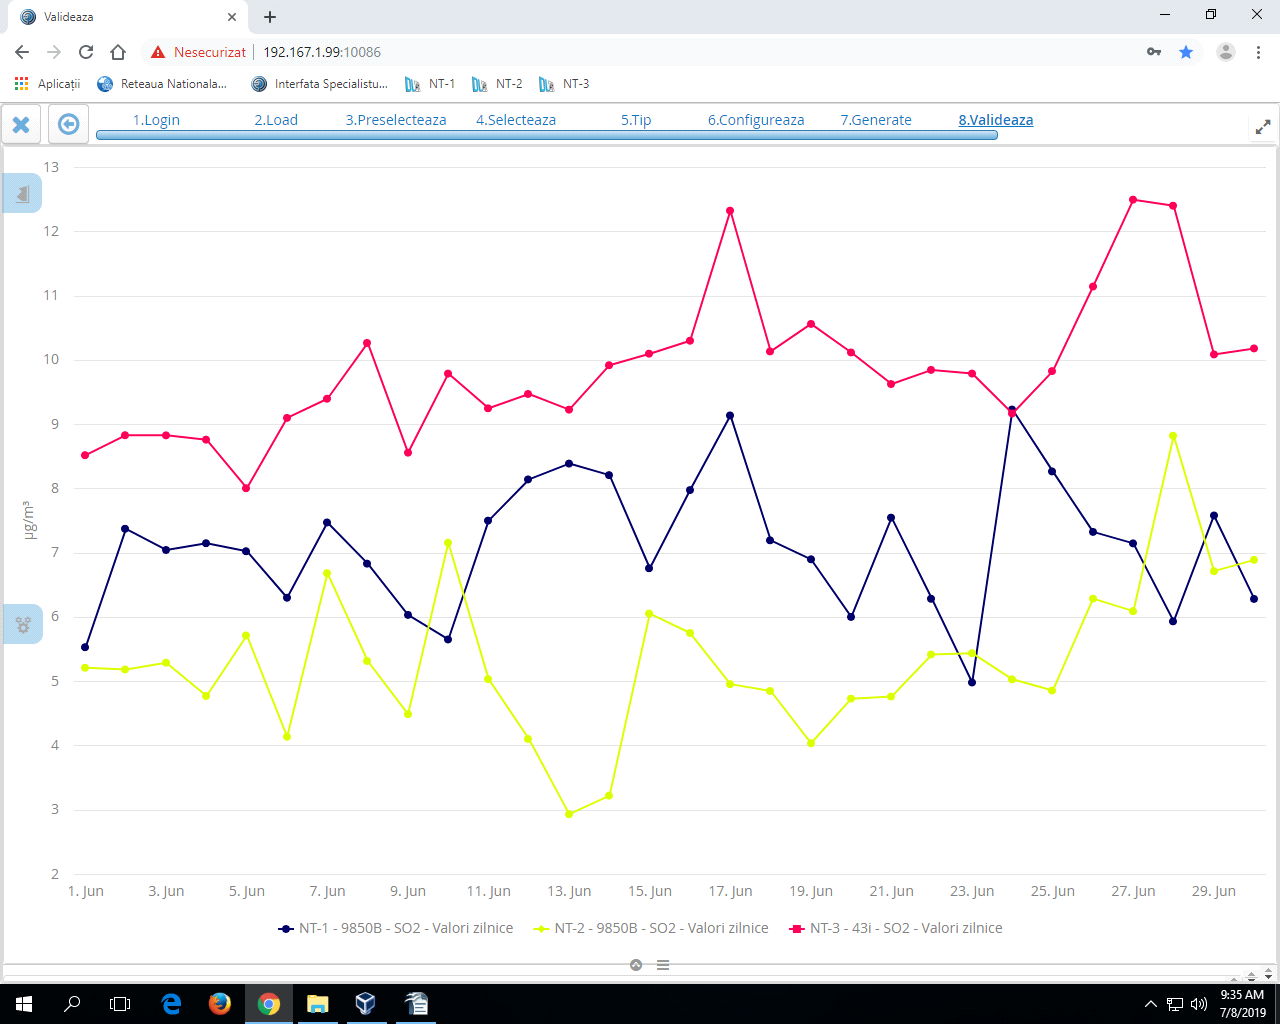 Valideaza
Nesecurizat 192.167.1.99:10086
Aplicații Reteaua Nationala... Interfata Specialistu... NT-1 NT-2 NT-3
1.Login 2.Load 3.Preselecteaza 4.Selecteaza 5.Tip 6.Configureaza 7.Generate 8.Valideaza
13
12
11
10
9
8
7
6
5
4
3
2
µg/m³
1. Jun 3. Jun 5. Jun 7. Jun 9. Jun 11. Jun 13. Jun 15. Jun 17. Jun 19. Jun 21. Jun 23. Jun 25. Jun 27. Jun 29. Jun
NT-1 - 9850B - SO2 - Valori zilnice NT-2 - 9850B - SO2 - Valori zilnice NT-3 - 43i - SO2 - Valori zilnice
9:35 AM
7/8/2019